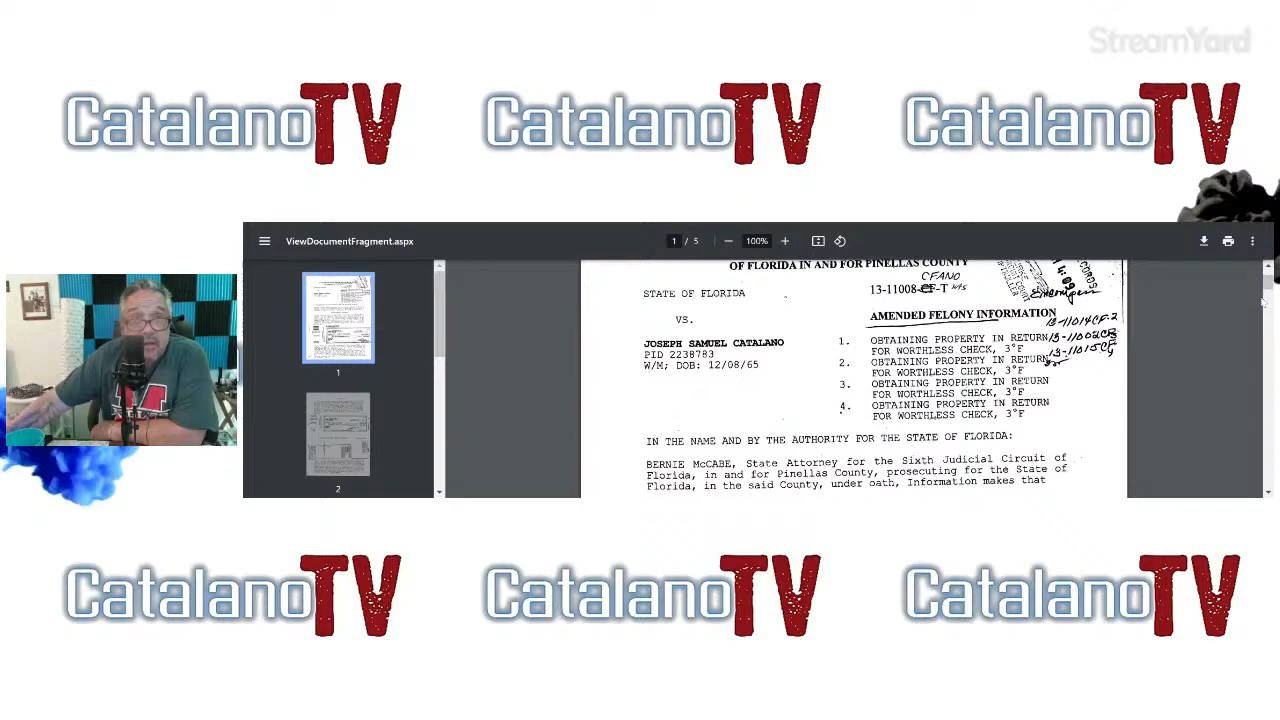 StreamYard
CatalanoTV CatalanoTV CatalanoTV
ViewDocumentFragment.aspx
1 / 5
100%
1
2
OF FLORIDA IN AND FOR PINELLAS COUNTY
CFANO
STATE OF FLORIDA
13-11008-CF-T
VS.
AMENDED FELONY INFORMATION
13-11014CF-2
JOSEPH SAMUEL CATALANO
PID 2238783
W/M; DOB: 12/08/65
1. OBTAINING PROPERTY IN RETURN
FOR WORTHLESS CHECK, 3°F
2. OBTAINING PROPERTY IN RETURN
FOR WORTHLESS CHECK, 3°F
3. OBTAINING PROPERTY IN RETURN
FOR WORTHLESS CHECK, 3°F
4. OBTAINING PROPERTY IN RETURN
FOR WORTHLESS CHECK, 3°F
IN THE NAME AND BY THE AUTHORITY FOR THE STATE OF FLORIDA:
BERNIE McCABE, State Attorney for the Sixth Judicial Circuit of
Florida, in and for Pinellas County, prosecuting for the State of
Florida, in the said County, under oath, Information makes that
CatalanoTV CatalanoTV CatalanoTV